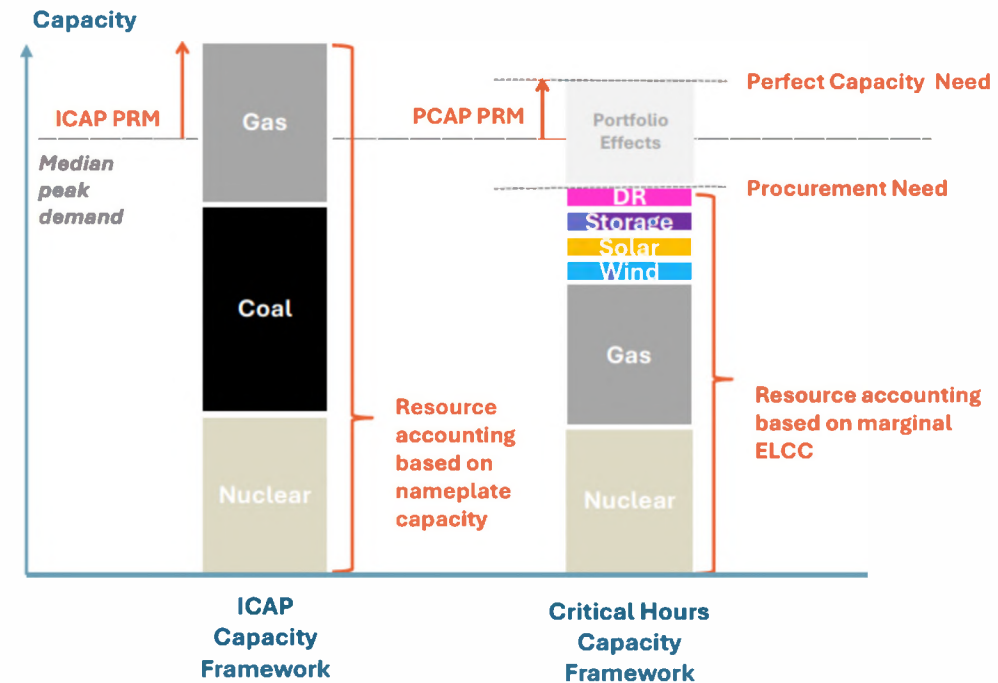 Capacity
ICAP PRM
Median
peak
demand
Gas
Coal
Nuclear
Resource
accounting
based on
nameplate
capacity
ICAP
Capacity
Framework
PCAP PRM
Perfect Capacity Need
Portfolio
Effects
Procurement Need
DR
Storage
Solar
Wind
Gas
Nuclear
Resource accounting
based on marginal
ELCC
Critical Hours
Capacity
Framework